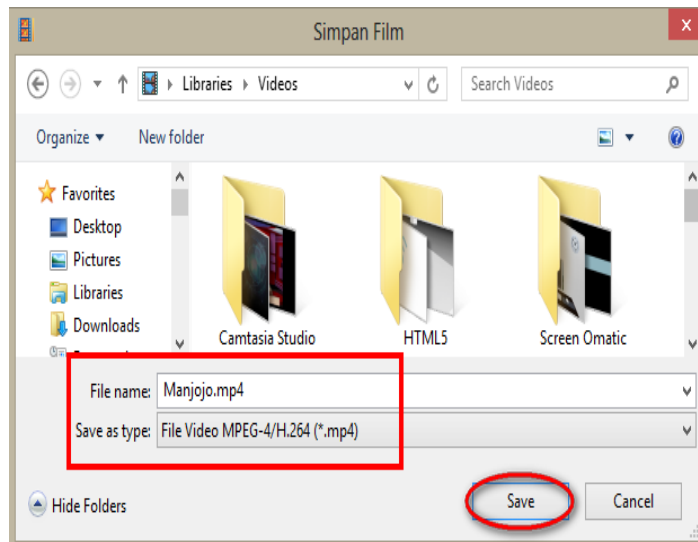 Simpan Film
x
Libraries Videos
Search Videos
Organize
New folder
?
Favorites
Desktop
Pictures
Libraries
Downloads
Camtasia Studio
HTML5
Screen Omatic
File name: Manjojo.mp4
Save as type: File Video MPEG-4/H.264 (*.mp4)
Hide Folders
Save
Cancel